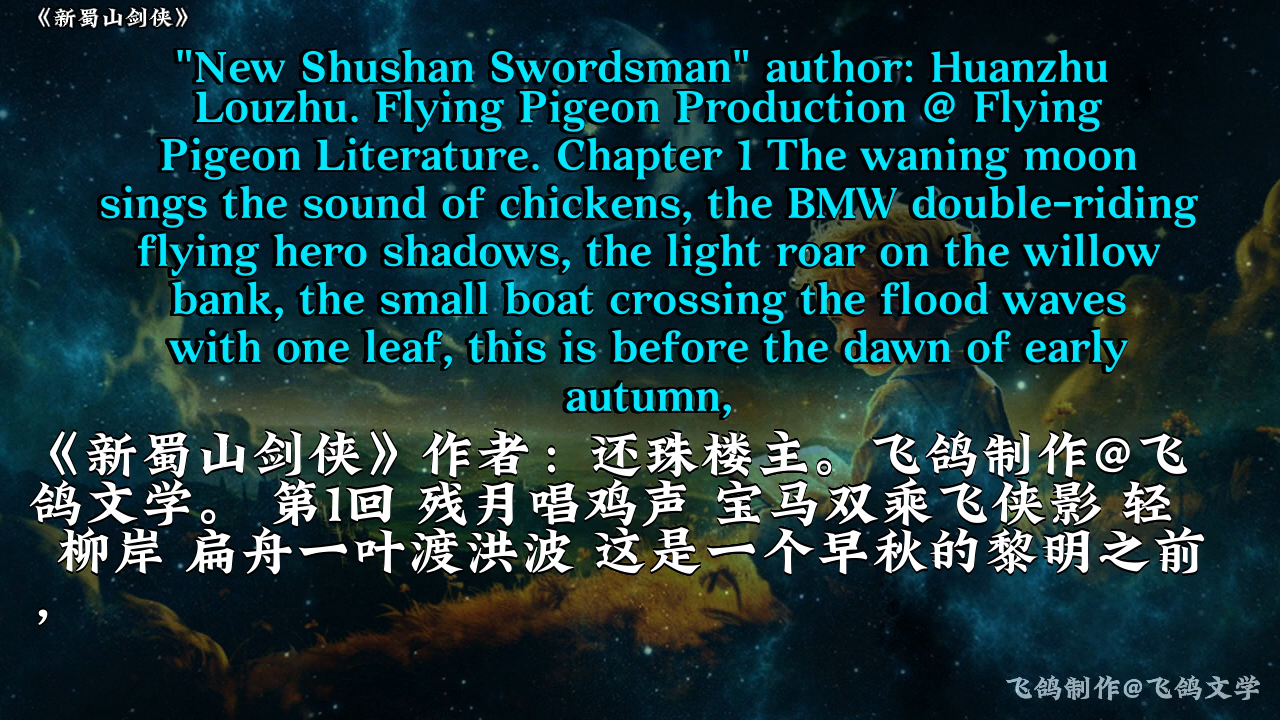 《新蜀山剑侠》
"New Shushan Swordsman" author: Huanzhu
Louzhu. Flying Pigeon Production @ Flying
Pigeon Literature. Chapter 1 The waning moon
sings the sound of chickens, the BMW double-riding
flying hero shadows, the light roar on the willow
bank, the small boat crossing the flood waves
with one leaf, this is before the dawn of early
autumn,
《新蜀山剑侠》作者：还珠楼主。 飞鸽制作@飞
鸽文学。 第1回 残月唱鸡声 宝马双乘飞侠影 轻
柳岸 扁舟一叶渡洪波 这是一个早秋的黎明之前
，
飞鸽制作@飞鸽文学